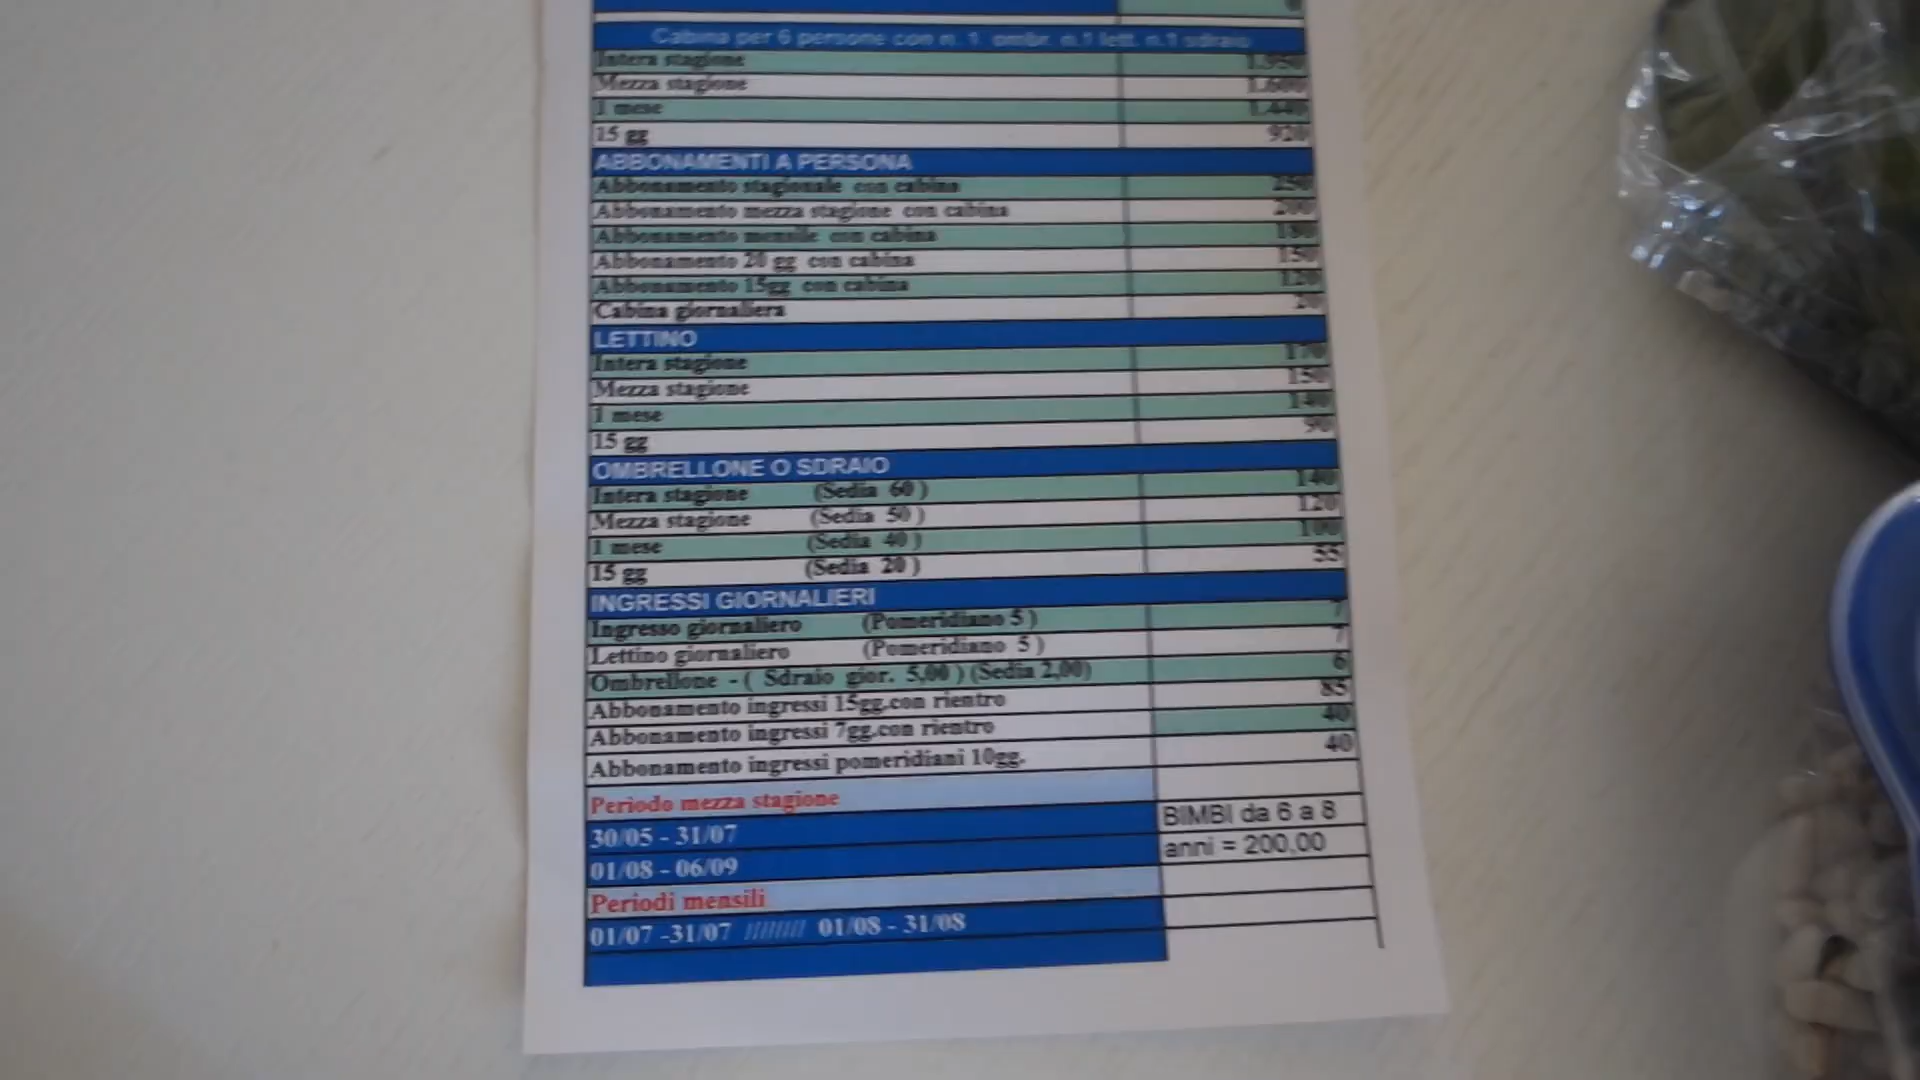 Cabina per 6 persone con n. 1 ombr. n.1 lett. n.1 sdraio
Intera stagione
Mezza stagione 1.600
1 mese 1.440
15 gg 920
ABBONAMENTI A PERSONA
Abbonamento stagionale con cabina 250
Abbonamento mezza stagione con cabina 200
Abbonamento mensile con cabina 180
Abbonamento 20 gg con cabina 150
Abbonamento 15gg con cabina 120
Cabina giornaliera 20
LETTINO
Intera stagione 170
Mezza stagione 150
1 mese 140
15 gg 90
OMBRELLONE O SDRAIO
Intera stagione (Sedia 60 ) 140
Mezza stagione (Sedia 50 ) 120
1 mese (Sedia 40 ) 100
15 gg (Sedia 20 ) 55
INGRESSI GIORNALIERI
Ingresso giornaliero (Pomeridiano 5 ) 7
Lettino giornaliero (Pomeridiano 5 ) 7
Ombrellone - ( Sdraio gior. 5,00 ) (Sedia 2,00) 6
Abbonamento ingressi 15gg.con rientro 85
Abbonamento ingressi 7gg.con rientro 40
Abbonamento ingressi pomeridiani 10gg. 40
Periodo mezza stagione
30/05 - 31/07
01/08 - 06/09
BIMBI da 6 a 8
anni = 200,00
Periodi mensili
01/07 -31/07 /////// 01/08 - 31/08